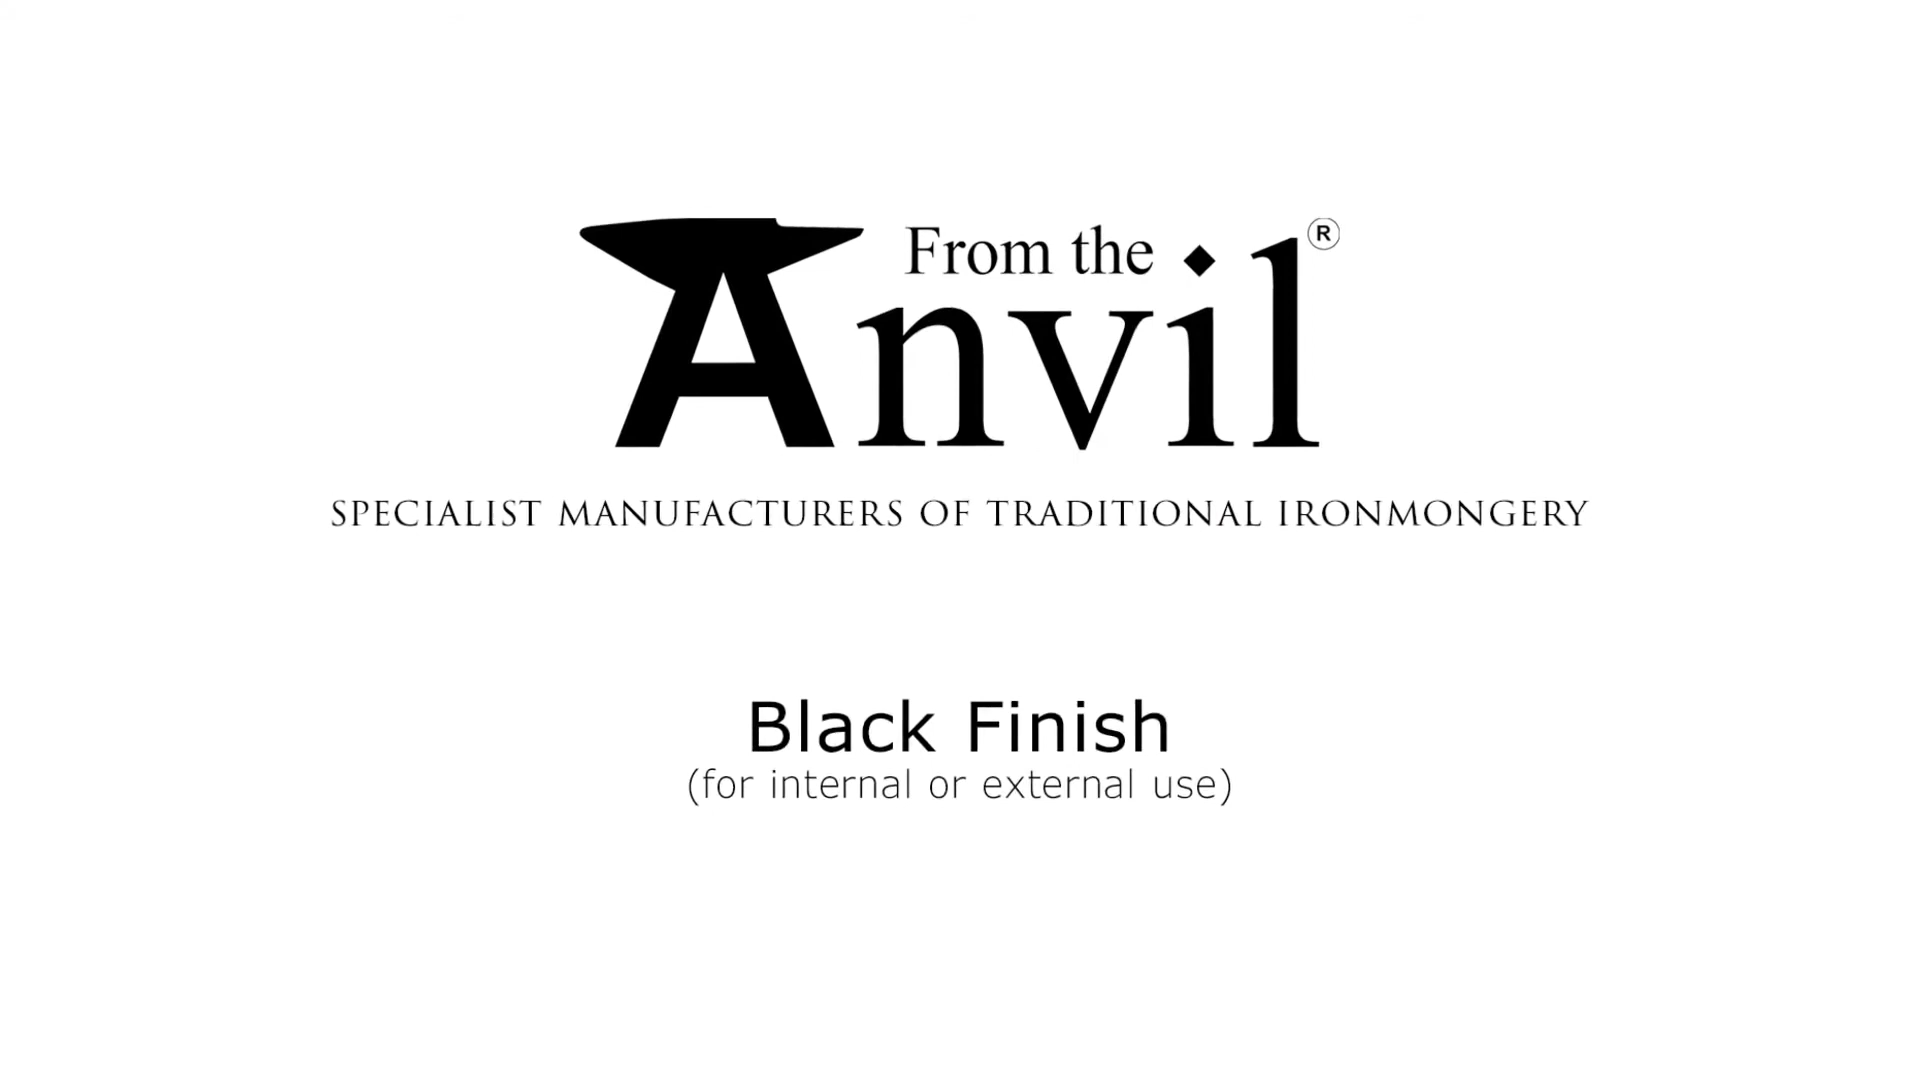 From the
Anvil®
SPECIALIST MANUFACTURERS OF TRADITIONAL IRONMONGERY
Black Finish
(for internal or external use)